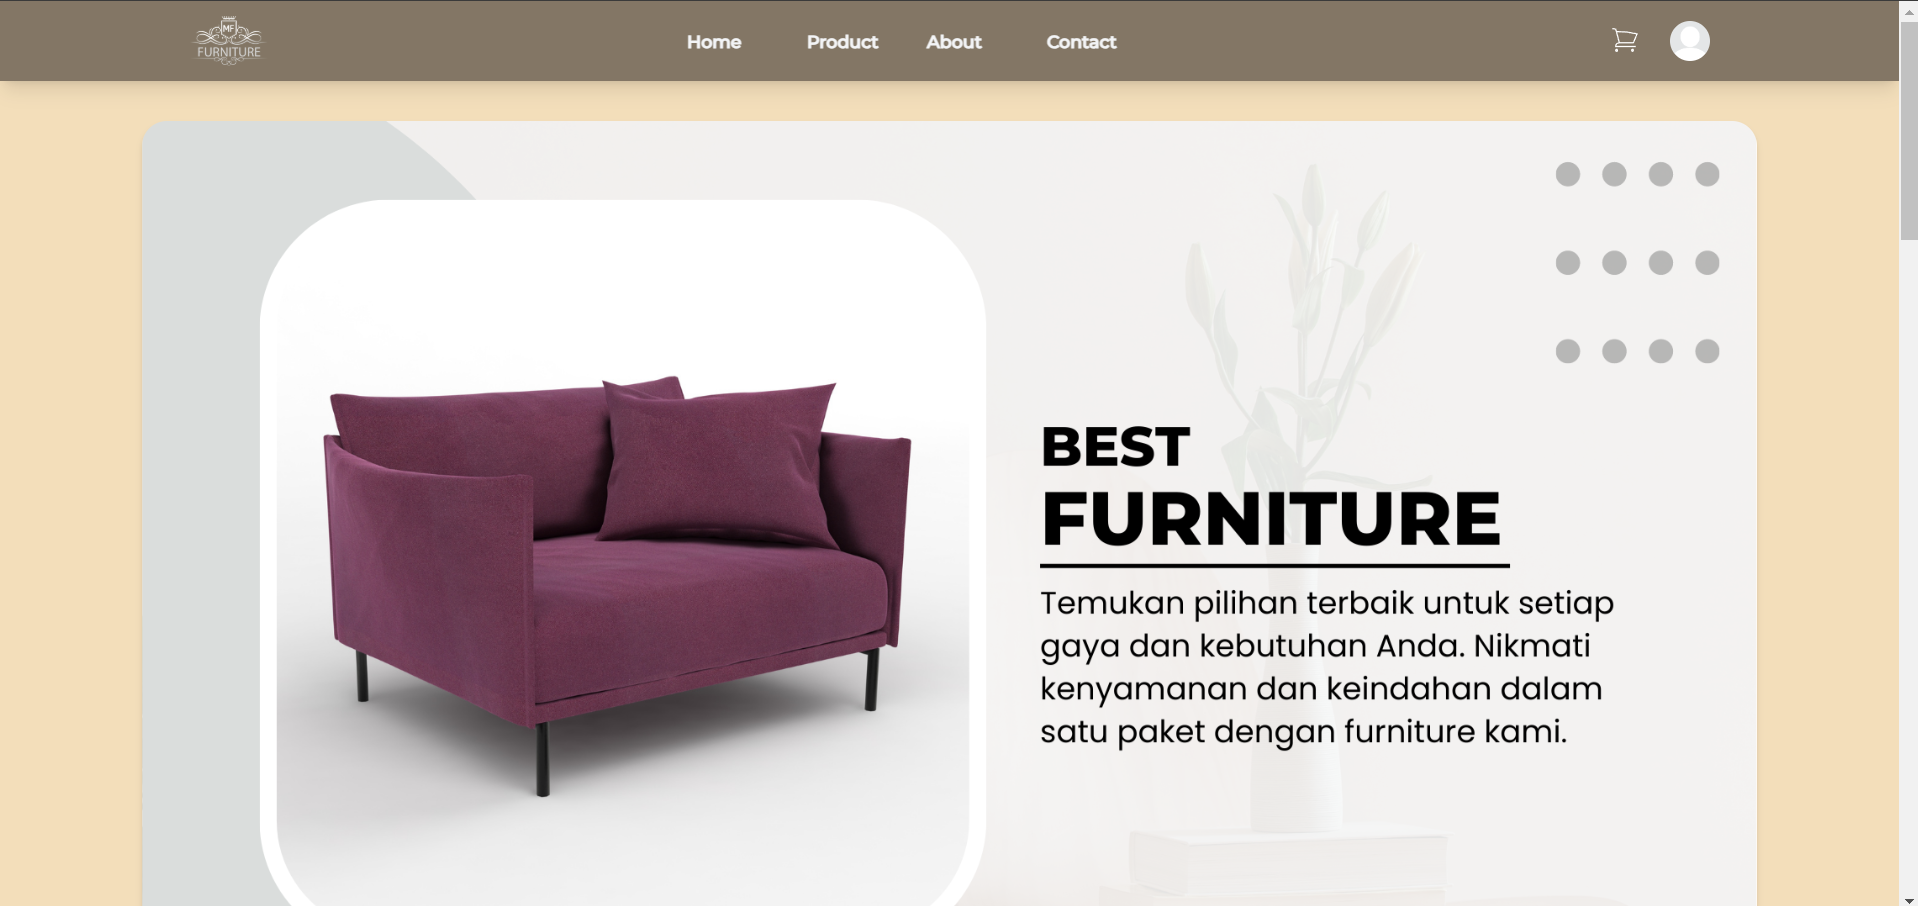 MF
FURNITURE
Home Product About Contact
BEST
FURNITURE
Temukan pilihan terbaik untuk setiap
gaya dan kebutuhan Anda. Nikmati
kenyamanan dan keindahan dalam
satu paket dengan furniture kami.